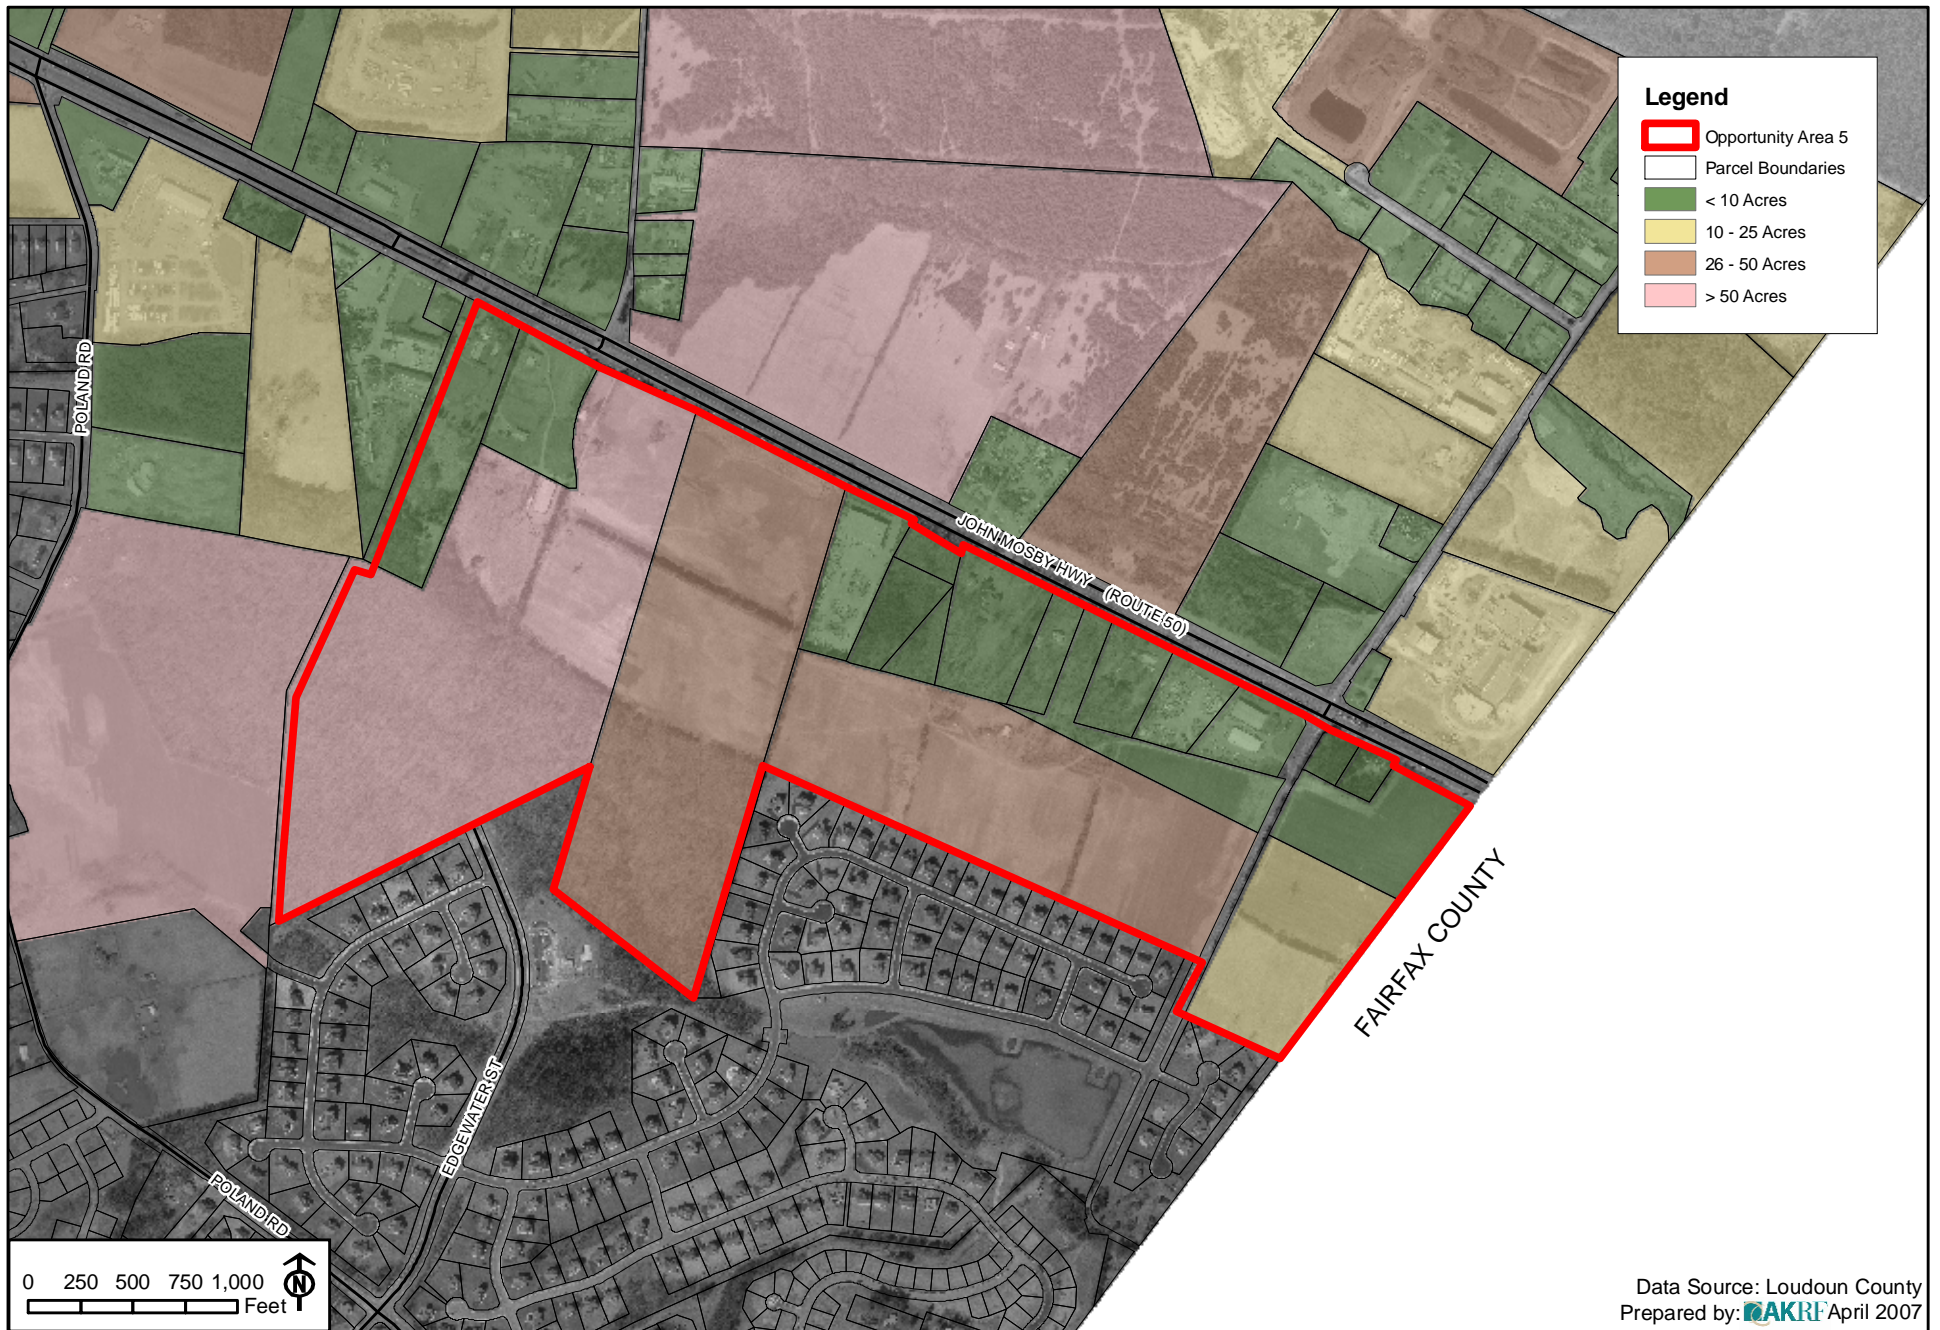 Legend
Opportunity Area 5
Parcel Boundaries
< 10 Acres
10 - 25 Acres
26 - 50 Acres
> 50 Acres
POLAND RD
JOHN MOSBY HWY (ROUTE 50)
FAIRFAX COUNTY
EDGEWATER ST
POLAND RD
0 250 500 750 1,000
Feet
N
Data Source: Loudoun County
Prepared by: AKRF April 2007